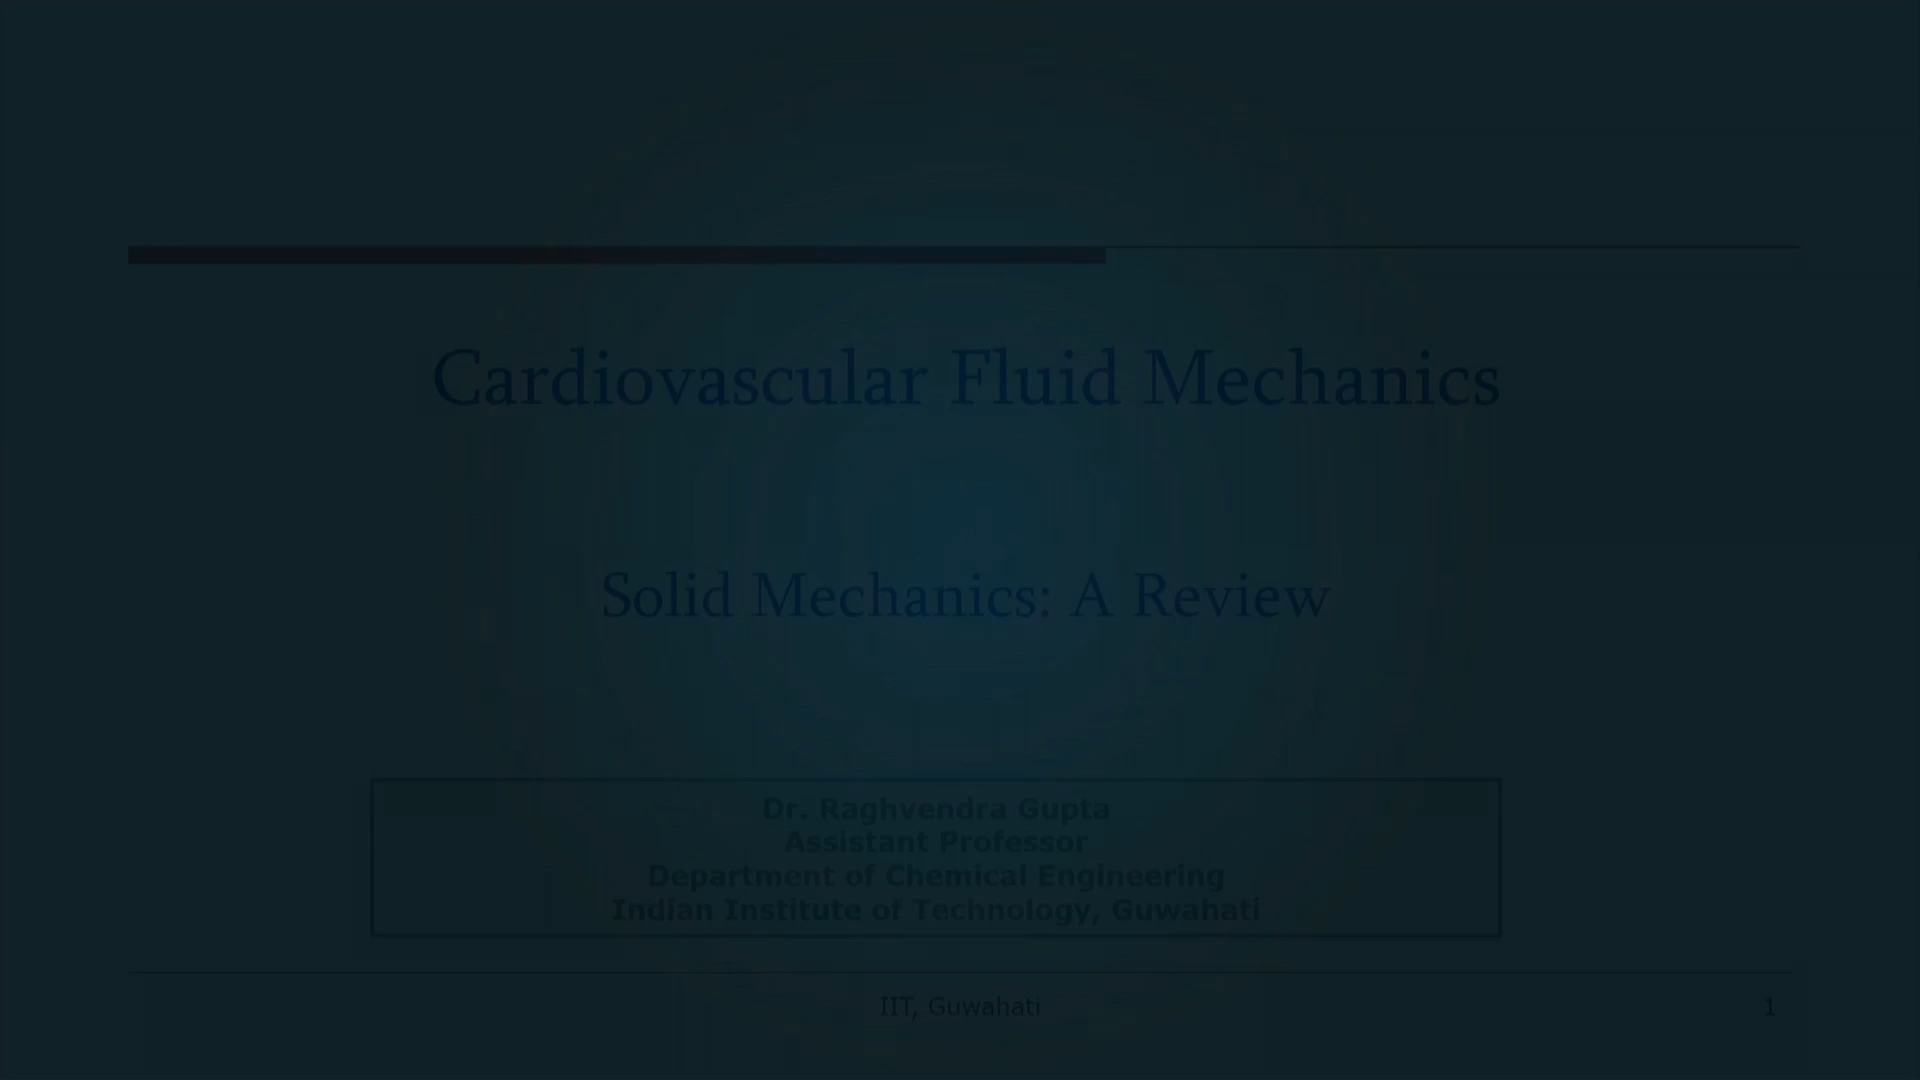 Cardiovascular Fluid Mechanics
Solid Mechanics: A Review
Dr. Raghvendra Gupta
Assistant Professor
Department of Chemical Engineering
Indian Institute of Technology, Guwahati
IIT, Guwahati
1